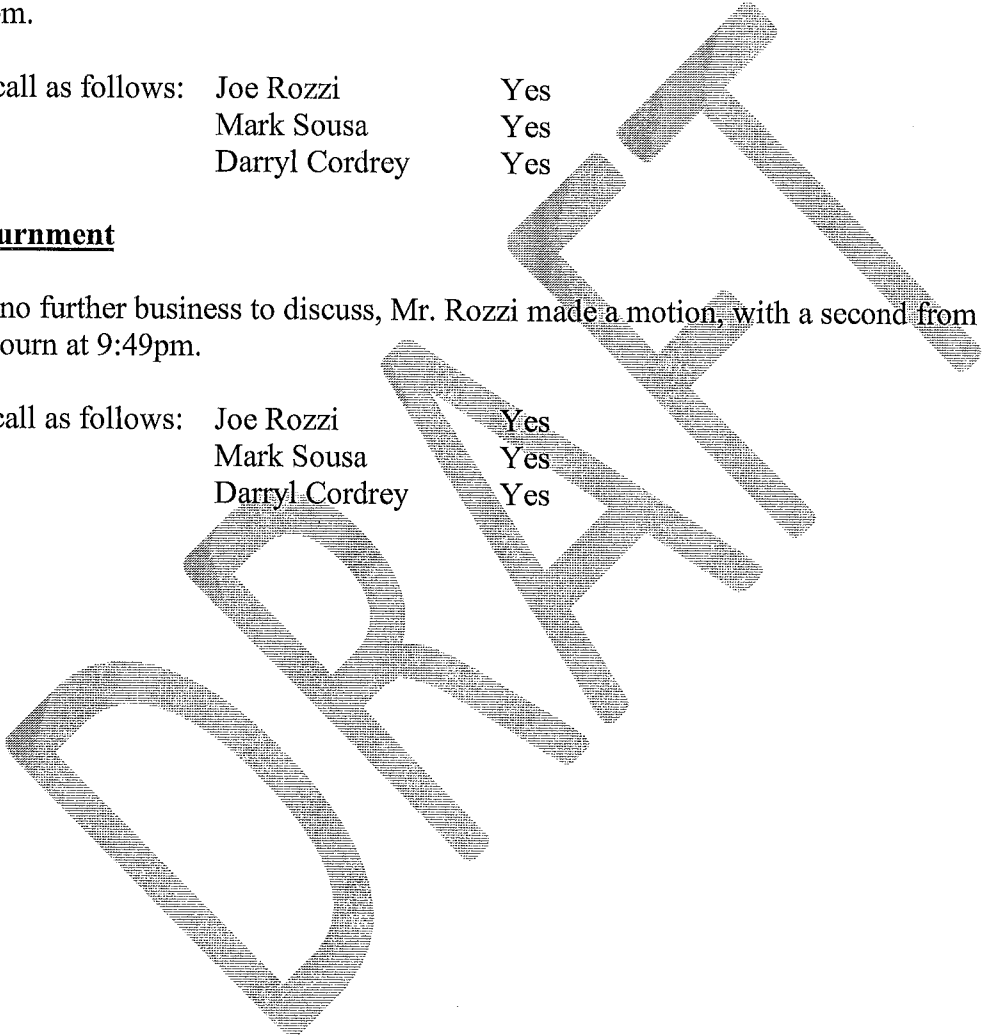 em.
call as follows: Joe Rozzi Yes
Mark Sousa Yes
Darryl Cordrey Yes
urnment
no further business to discuss, Mr. Rozzi made a motion, with a second from
ourn at 9:49pm.
call as follows: Joe Rozzi Yes
Mark Sousa Yes
Darryl Cordrey Yes
DRAFT